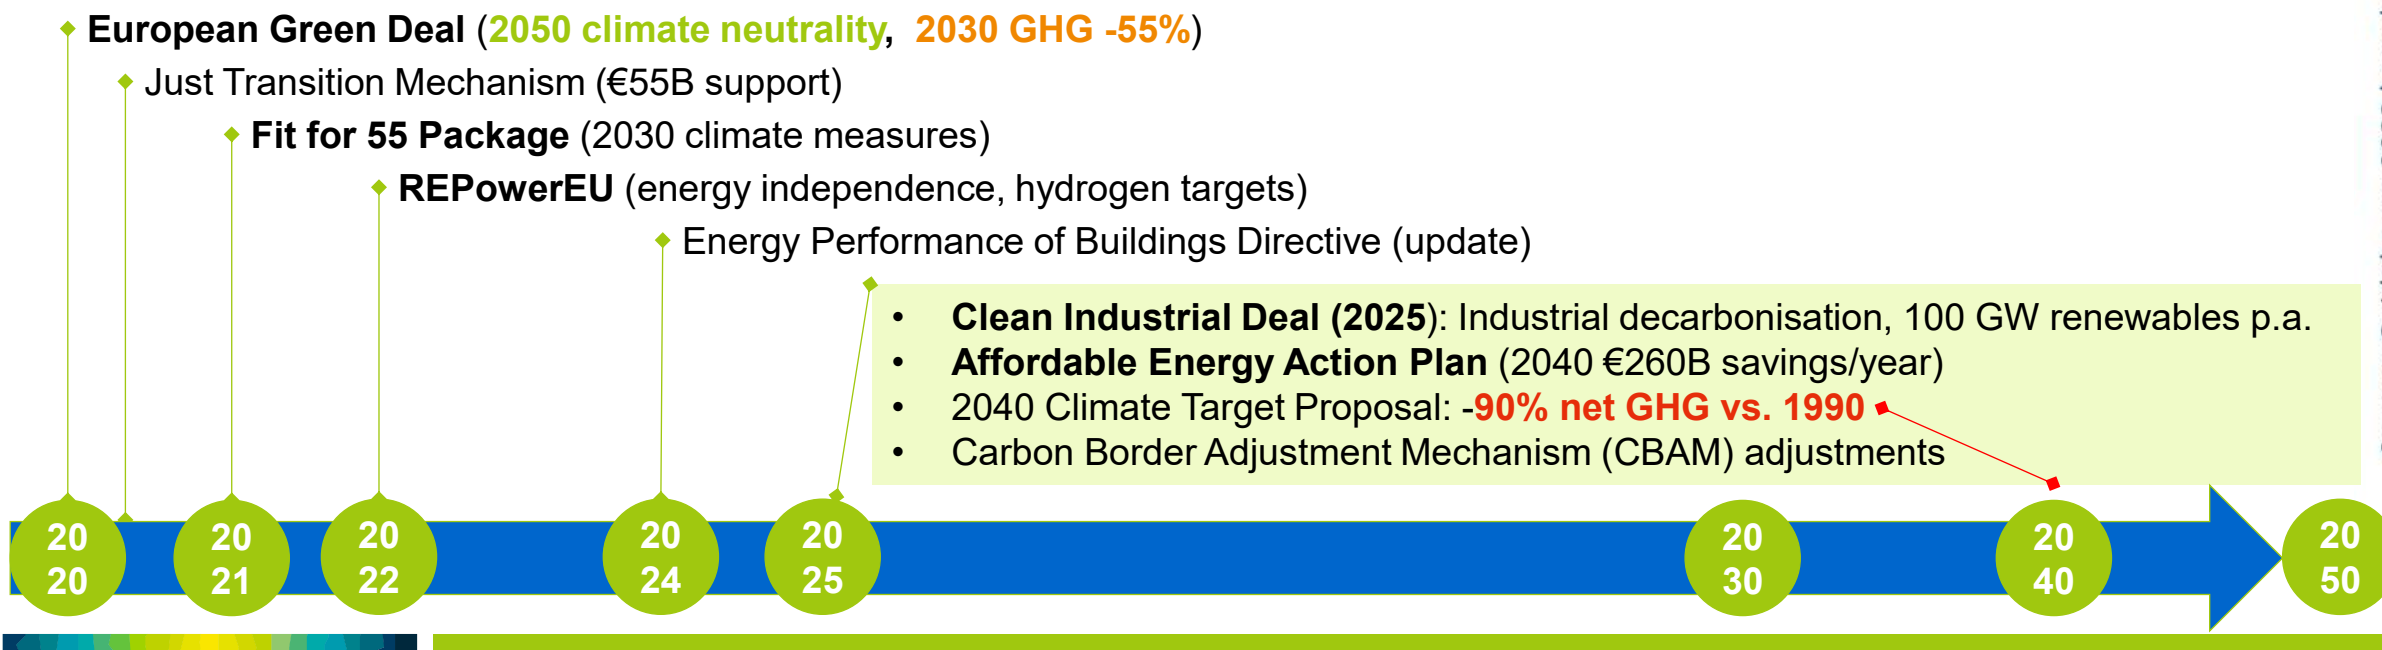 European Green Deal (2050 climate neutrality, 2030 GHG -55%)
Just Transition Mechanism (€55B support)
Fit for 55 Package (2030 climate measures)
REPowerEU (energy independence, hydrogen targets)
Energy Performance of Buildings Directive (update)
• Clean Industrial Deal (2025): Industrial decarbonisation, 100 GW renewables p.a.
• Affordable Energy Action Plan (2040 €260B savings/year)
• 2040 Climate Target Proposal: -90% net GHG vs. 1990
• Carbon Border Adjustment Mechanism (CBAM) adjustments
20
20
20
21
20
22
20
24
20
25
20
30
20
40
20
50